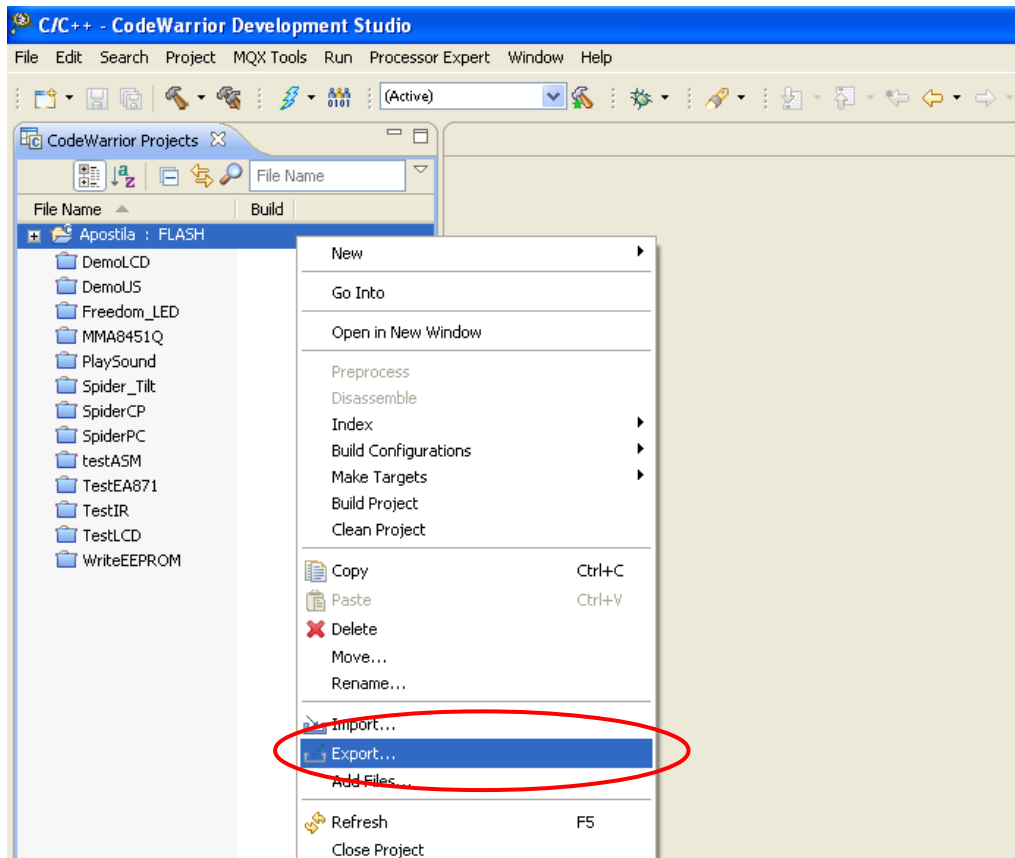 C/C++ - CodeWarrior Development Studio
File Edit Search Project MQX Tools Run Processor Expert Window Help
010
0101
(Active)
CodeWarrior Projects
a
z
File Name
File Name Build
Apostila : FLASH
DemoLCD
DemoUS
Freedom_LED
MMA8451Q
PlaySound
Spider_Tilt
SpiderCP
SpiderPC
testASM
TestEA871
TestIR
TestLCD
WriteEEPROM
New
Go Into
Open in New Window
Preprocess
Disassemble
Index
Build Configurations
Make Targets
Build Project
Clean Project
Copy Ctrl+C
Paste Ctrl+V
Delete
Move...
Rename...
Import...
Export...
Add Files...
Refresh F5
Close Project